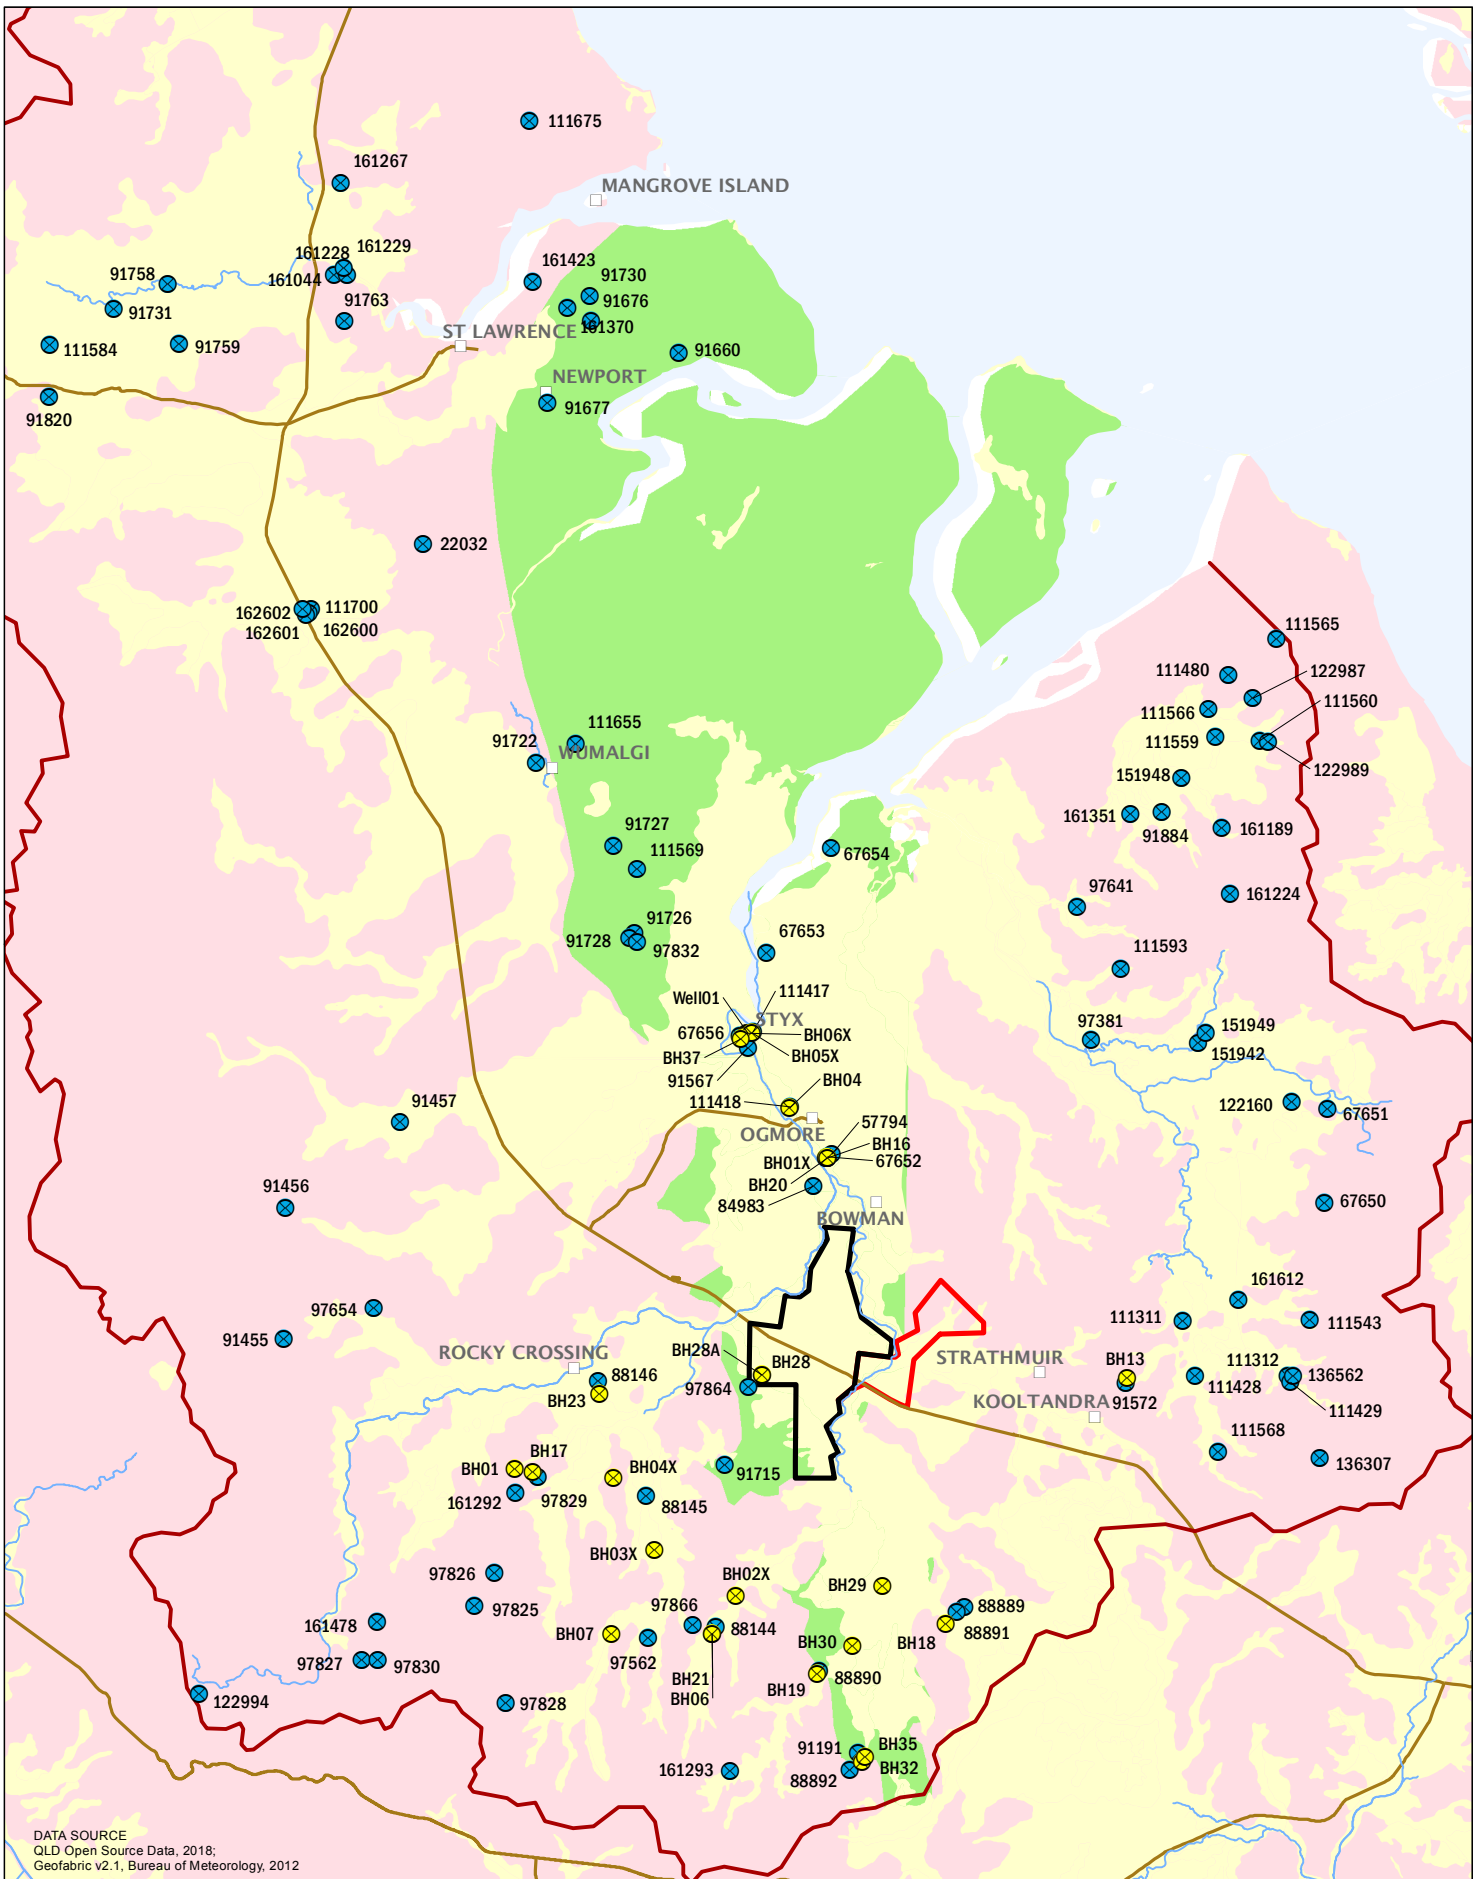 111675
161267
MANGROVE ISLAND
161228
161229
161423
91758
161044
91730
91676
91731
91763
161370
ST LAWRENCE
111584
91759
91660
NEWPORT
91677
91820
22032
162602
111700
162601
162600
111565
111480
122987
111560
111566
111655
91722
111559
WUMALGI
122989
151948
161351
91884
161189
91727
111569
67654
97641
161224
91726
91728
97832
67653
111593
Well01
111417
STYX
67656
BH06X
97381
151949
BH37
BH05X
151942
91567
BH04
111418
91457
122160
67651
OGMORE
57794
BH16
BH01X
67652
BH20
91456
84983
67650
BOWMAN
161612
97654
111311
111543
91455
ROCKY CROSSING
BH28A
BH28
STRATHMUIR
88146
BH13
111312
136562
BH23
97864
KOOLTANDRA
91572
111428
111429
111568
BH17
BH01
BH04X
91715
136307
161292
97829
88145
BH03X
97826
BH02X
BH29
97825
97866
88889
161478
BH07
88144
88891
97562
BH30
BH18
97827
97830
BH21
BH19
88890
122994
97828
BH06
91191
BH35
161293
BH32
88892
DATA SOURCE
QLD Open Source Data, 2018;
Geofabric v2.1, Bureau of Meteorology, 2012